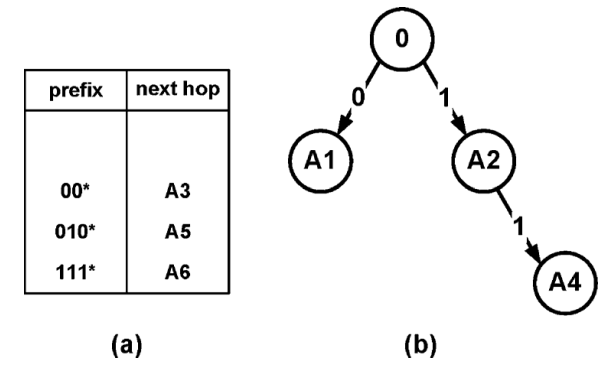 prefix next hop
00* A3
010* A5
111* A6
(a)
0
0 1
A1 A2
1
A4
(b)